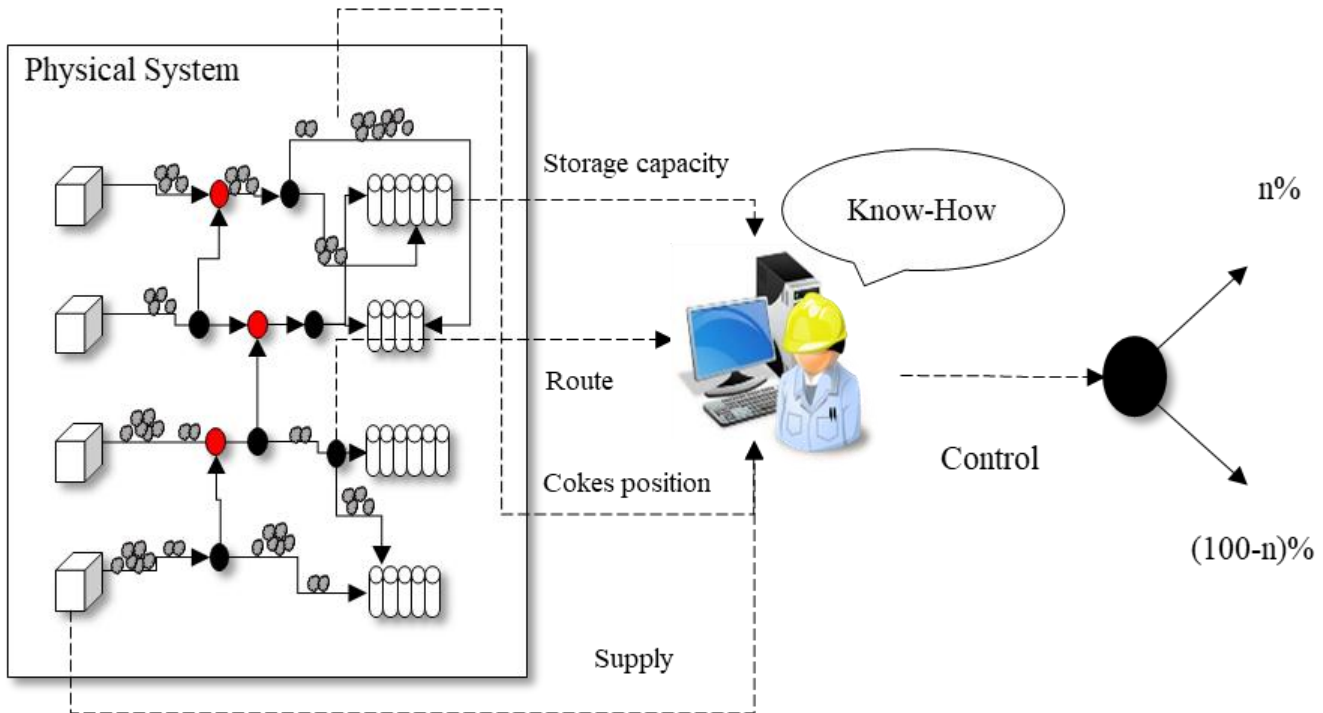 Physical System
Storage capacity
Know-How
n%
Route
Cokes position
Control
(100-n)%
Supply